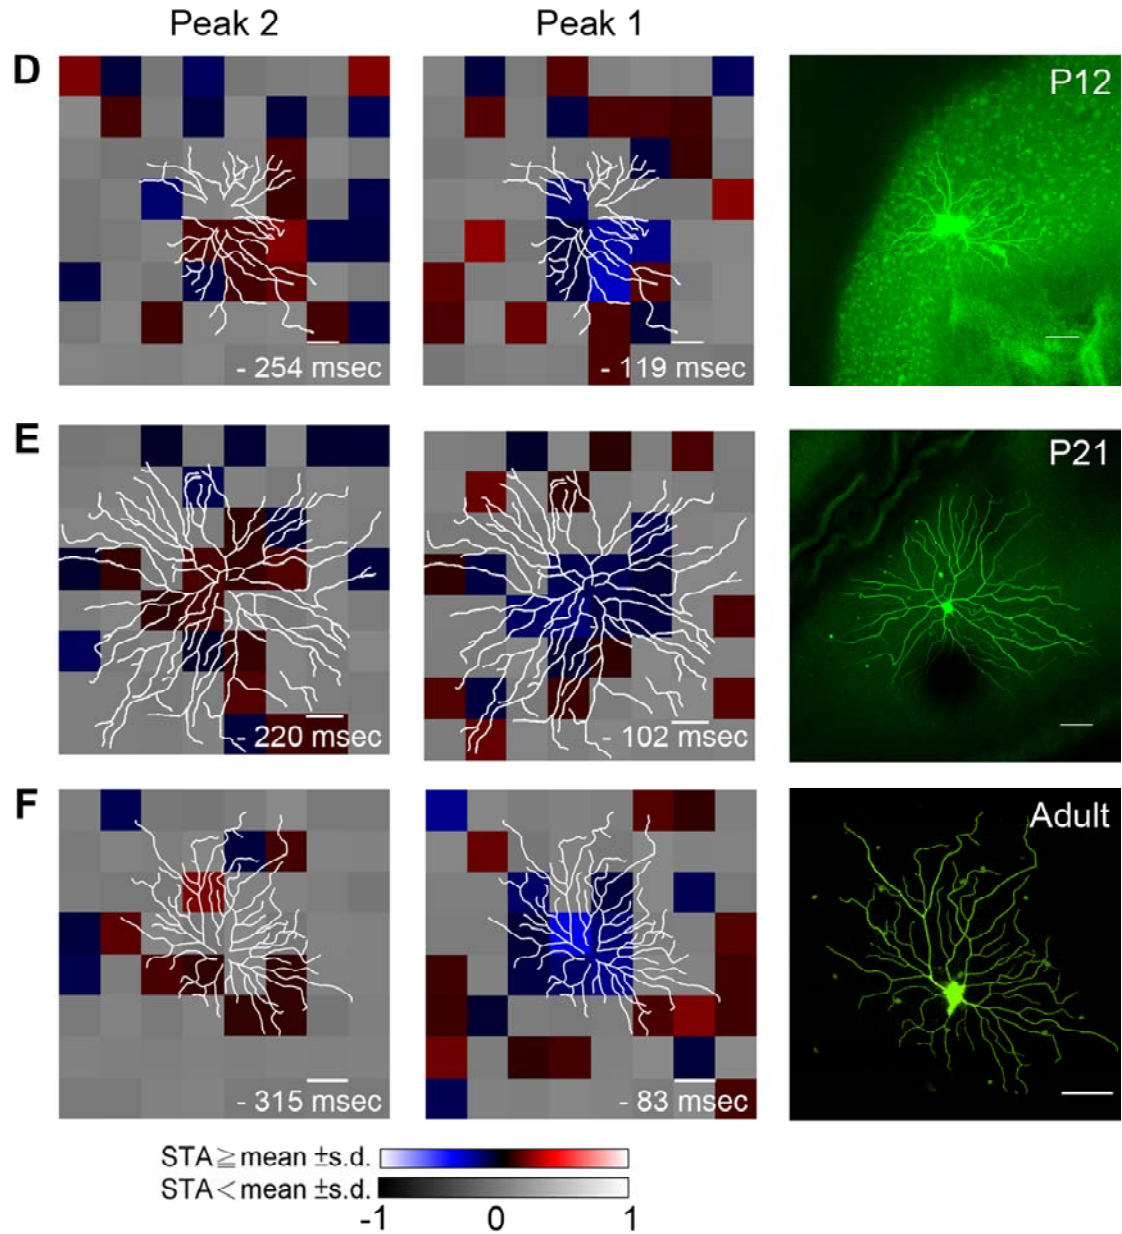 Peak 2 Peak 1
D P12
- 254 msec - 119 msec
E P21
- 220 msec - 102 msec
F Adult
- 315 msec - 83 msec
STA≧mean ±s.d.
STA<mean ±s.d.
-1 0 1